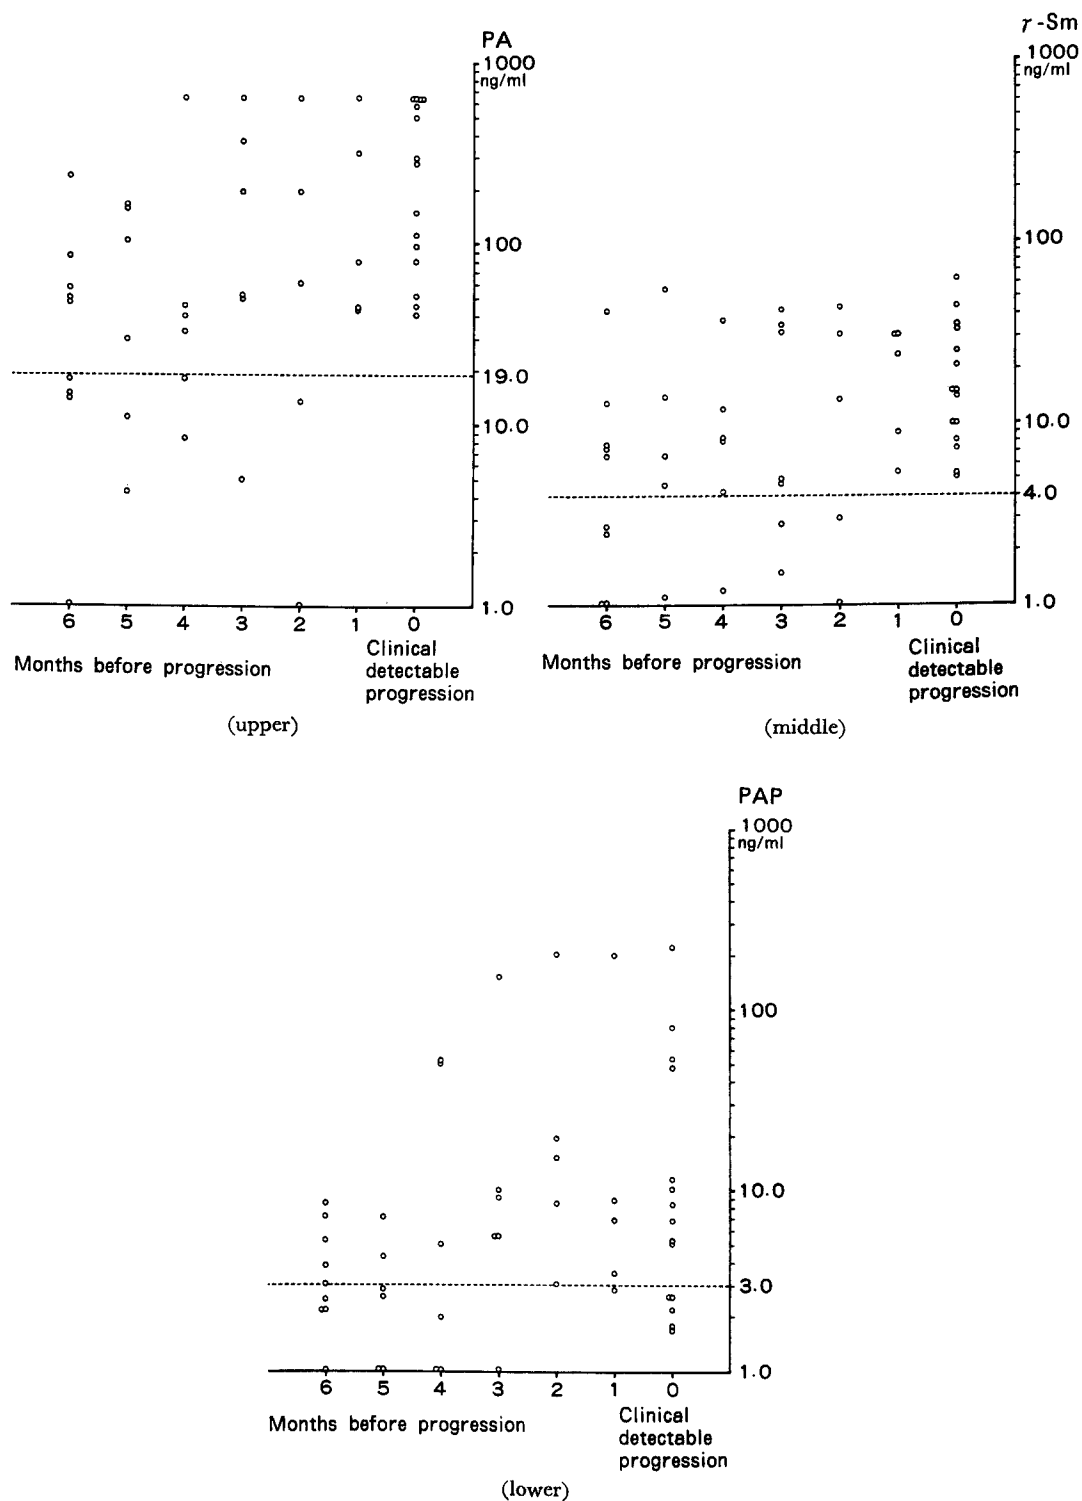 PA
1000
ng/ml
100
19.0
10.0
1.0
6 5 4 3 2 1 0
Months before progression
Clinical
detectable
progression
(upper)
γ-Sm
1000
ng/ml
100
10.0
4.0
1.0
6 5 4 3 2 1 0
Months before progression
Clinical
detectable
progression
(middle)
PAP
1000
ng/ml
100
10.0
3.0
1.0
6 5 4 3 2 1 0
Months before progression
Clinical
detectable
progression
(lower)